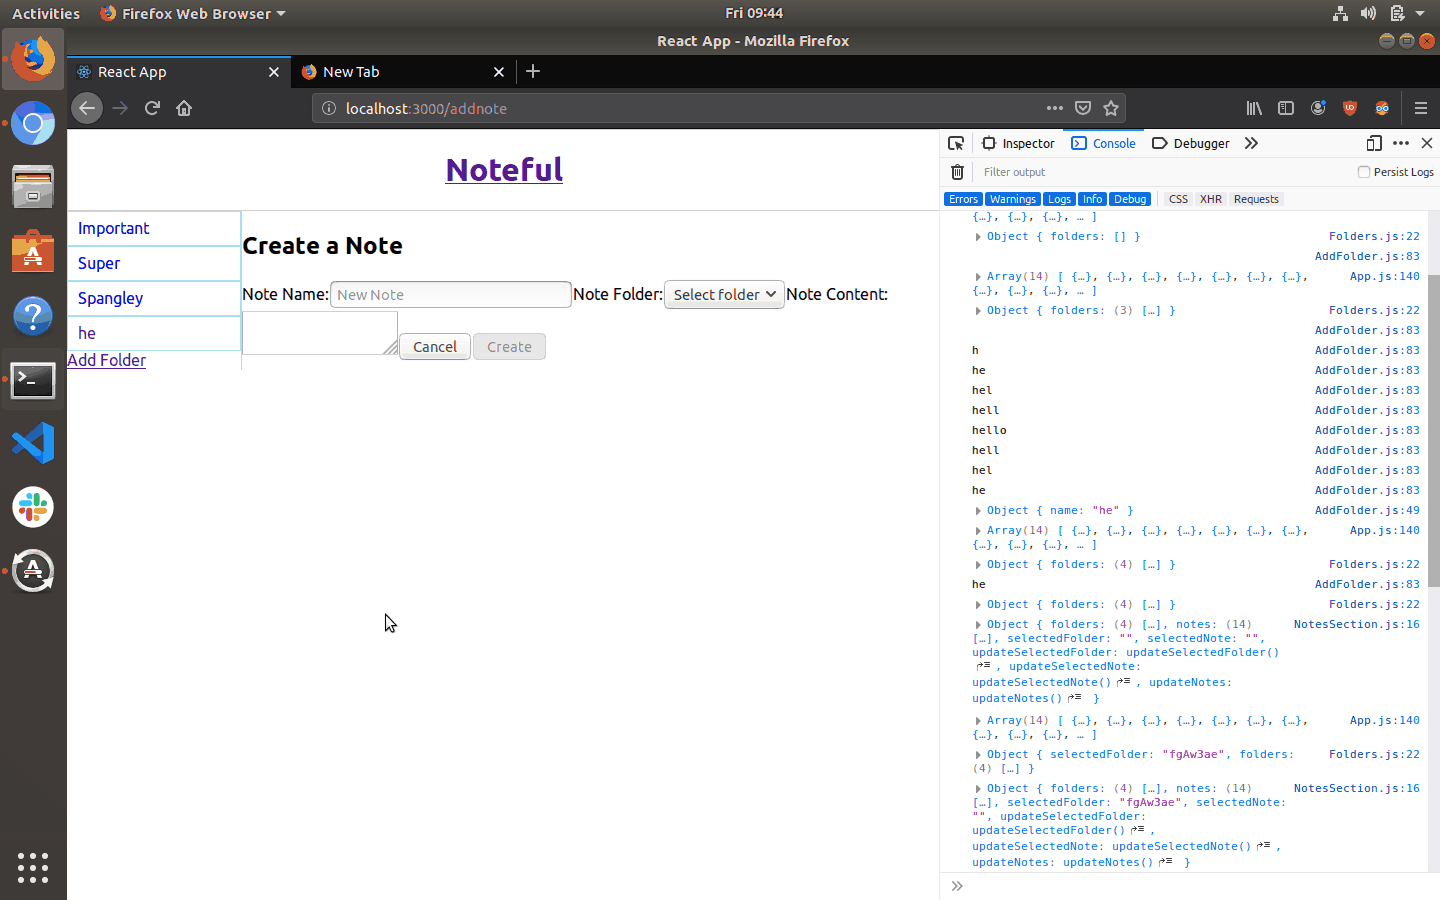 Activities Firefox Web Browser Fri 09:44
React App - Mozilla Firefox
React App New Tab
localhost:3000/addnote
Noteful
Important
Super
Spangley
he
Add Folder
Create a Note
Note Name: New Note Note Folder: Select folder Note Content:
Cancel Create
Inspector Console Debugger
Filter output Persist Logs
Errors Warnings Logs Info Debug CSS XHR Requests
{…}, {…}, {…}, … ]
Object { folders: [] } Folders.js:22
AddFolder.js:83
Array(14) [ {…}, {…}, {…}, {…}, {…}, {…}, {…}, App.js:140
{…}, {…}, {…}, … ]
Object { folders: (3) […] } Folders.js:22
AddFolder.js:83
h AddFolder.js:83
he AddFolder.js:83
hel AddFolder.js:83
hell AddFolder.js:83
hello AddFolder.js:83
hell AddFolder.js:83
hel AddFolder.js:83
he AddFolder.js:83
Object { name: "he" } AddFolder.js:49
Array(14) [ {…}, {…}, {…}, {…}, {…}, {…}, {…}, App.js:140
{…}, {…}, {…}, … ]
Object { folders: (4) […] } Folders.js:22
he AddFolder.js:83
Object { folders: (4) […] } Folders.js:22
Object { folders: (4) […], notes: (14) NotesSection.js:16
[…], selectedFolder: "", selectedNote: "",
updateSelectedFolder: updateSelectedFolder()
, updateSelectedNote:
updateSelectedNote() , updateNotes:
updateNotes() }
Array(14) [ {…}, {…}, {…}, {…}, {…}, {…}, {…}, App.js:140
{…}, {…}, {…}, … ]
Object { selectedFolder: "fgAw3ae", folders: Folders.js:22
(4) […] }
Object { folders: (4) […], notes: (14) NotesSection.js:16
[…], selectedFolder: "fgAw3ae", selectedNote:
"", updateSelectedFolder:
updateSelectedFolder() ,
updateSelectedNote: updateSelectedNote() ,
updateNotes: updateNotes() }